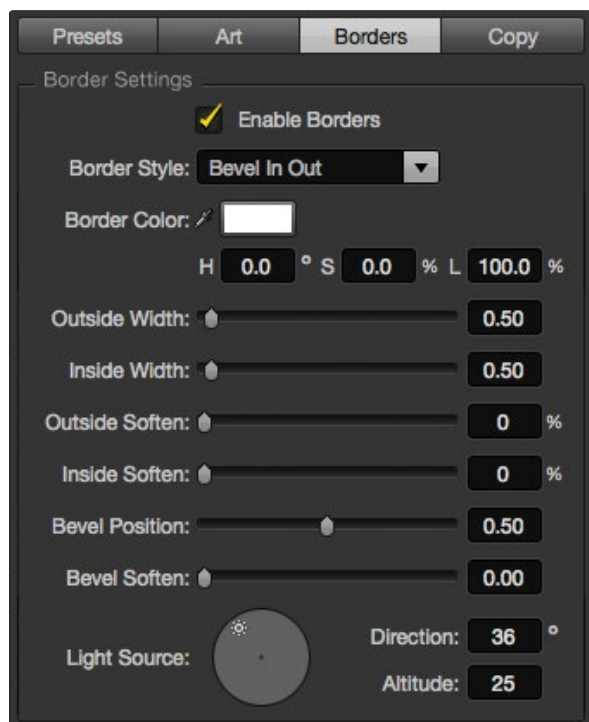 Presets Art Borders Copy
Border Settings
Enable Borders
Border Style: Bevel In Out
Border Color:
H 0.0 ° S 0.0 % L 100.0 %
Outside Width: 0.50
Inside Width: 0.50
Outside Soften: 0 %
Inside Soften: 0 %
Bevel Position: 0.50
Bevel Soften: 0.00
Light Source:
Direction: 36 °
Altitude: 25